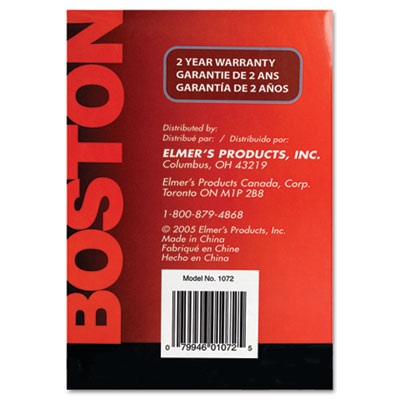 BOSTON
2 YEAR WARRANTY
GARANTIE DE 2 ANS
GARANTÍA DE 2 AÑOS
Distributed by:
Distribué par: / Distribuido por:
ELMER'S PRODUCTS, INC.
Columbus, OH 43219
Elmer's Products Canada, Corp.
Toronto ON M1P 2B8
1-800-879-4868
© 2005 Elmer's Products, Inc.
Made in China
Fabriqué en Chine
Hecho en China
Model No. 1072
0 79946 01072 5